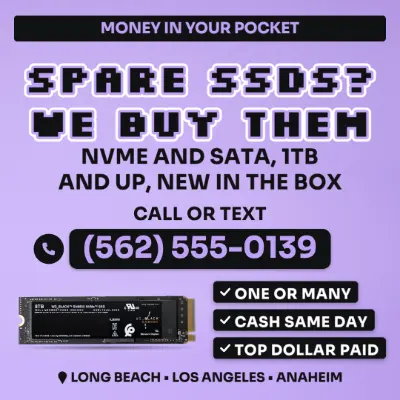 MONEY IN YOUR POCKET
SPARE SSDS?
WE BUY THEM
NVME AND SATA, 1TB
AND UP, NEW IN THE BOX
CALL OR TEXT
(562) 555-0139
ONE OR MANY
CASH SAME DAY
TOP DOLLAR PAID
LONG BEACH • LOS ANGELES • ANAHEIM